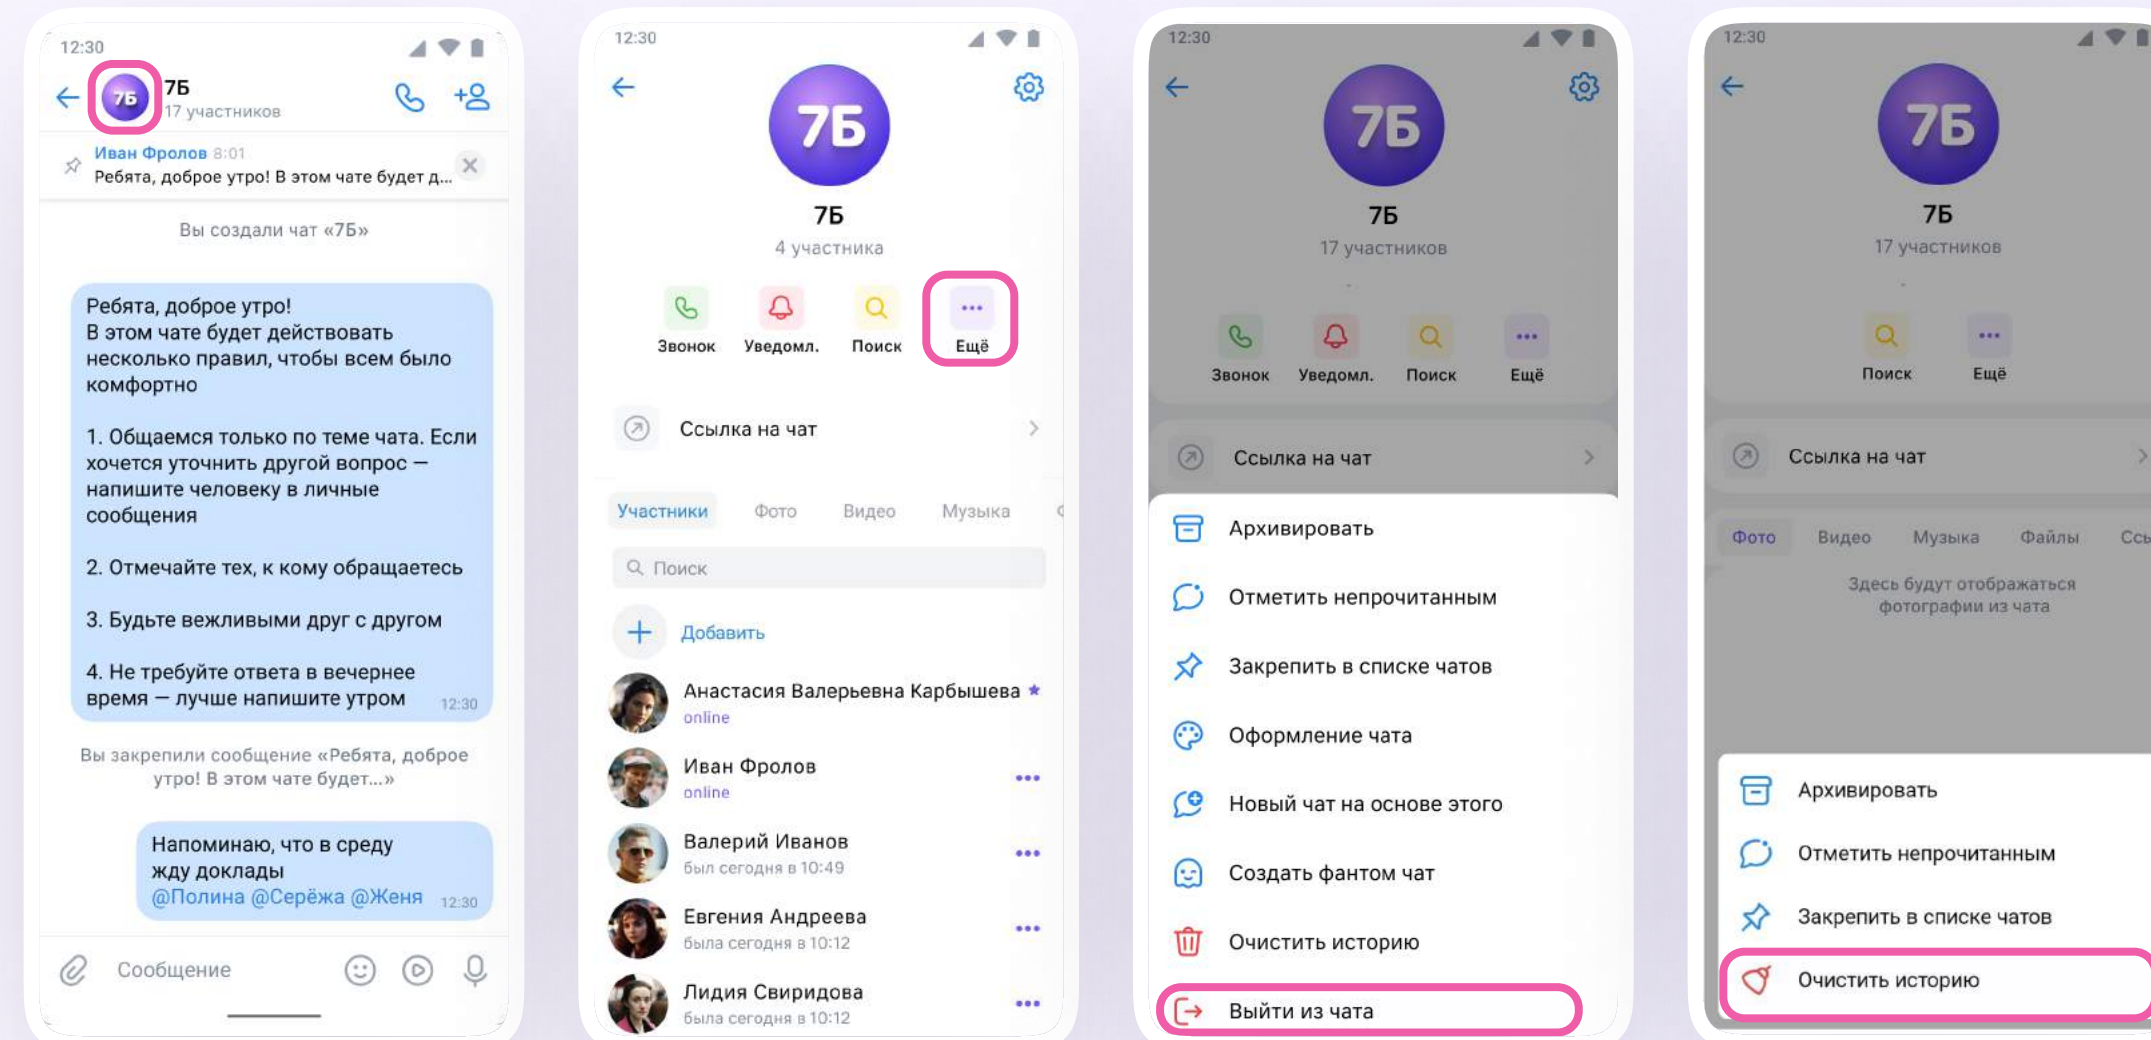 12:30
7Б
7Б
17 участников
Иван Фролов 8:01
Ребята, доброе утро! В этом чате будет д...
Вы создали чат «7Б»
Ребята, доброе утро!
В этом чате будет действовать
несколько правил, чтобы всем было
комфортно
1. Общаемся только по теме чата. Если
хочется уточнить другой вопрос —
напишите человеку в личные
сообщения
2. Отмечайте тех, к кому обращаетесь
3. Будьте вежливыми друг с другом
4. Не требуйте ответа в вечернее
время — лучше напишите утром 12:30
Вы закрепили сообщение «Ребята, доброе
утро! В этом чате будет...»
Напоминаю, что в среду
жду доклады
@Полина @Серёжа @Женя 12:30
Сообщение
12:30
7Б
7Б
4 участника
Звонок Уведомл. Поиск Ещё
Ссылка на чат
Участники Фото Видео Музыка
Поиск
Добавить
Анастасия Валерьевна Карбышева
online
Иван Фролов
online
Валерий Иванов
был сегодня в 10:49
Евгения Андреева
была сегодня в 10:12
Лидия Свиридова
была сегодня в 10:12
12:30
7Б
7Б
17 участников
Звонок Уведомл. Поиск Ещё
Ссылка на чат
Архивировать
Отметить непрочитанным
Закрепить в списке чатов
Оформление чата
Новый чат на основе этого
Создать фантом чат
Очистить историю
Выйти из чата
12:30
7Б
7Б
17 участников
Поиск Ещё
Ссылка на чат
Фото Видео Музыка Файлы Ссы
Здесь будут отображаться
фотографии из чата
Архивировать
Отметить непрочитанным
Закрепить в списке чатов
Очистить историю